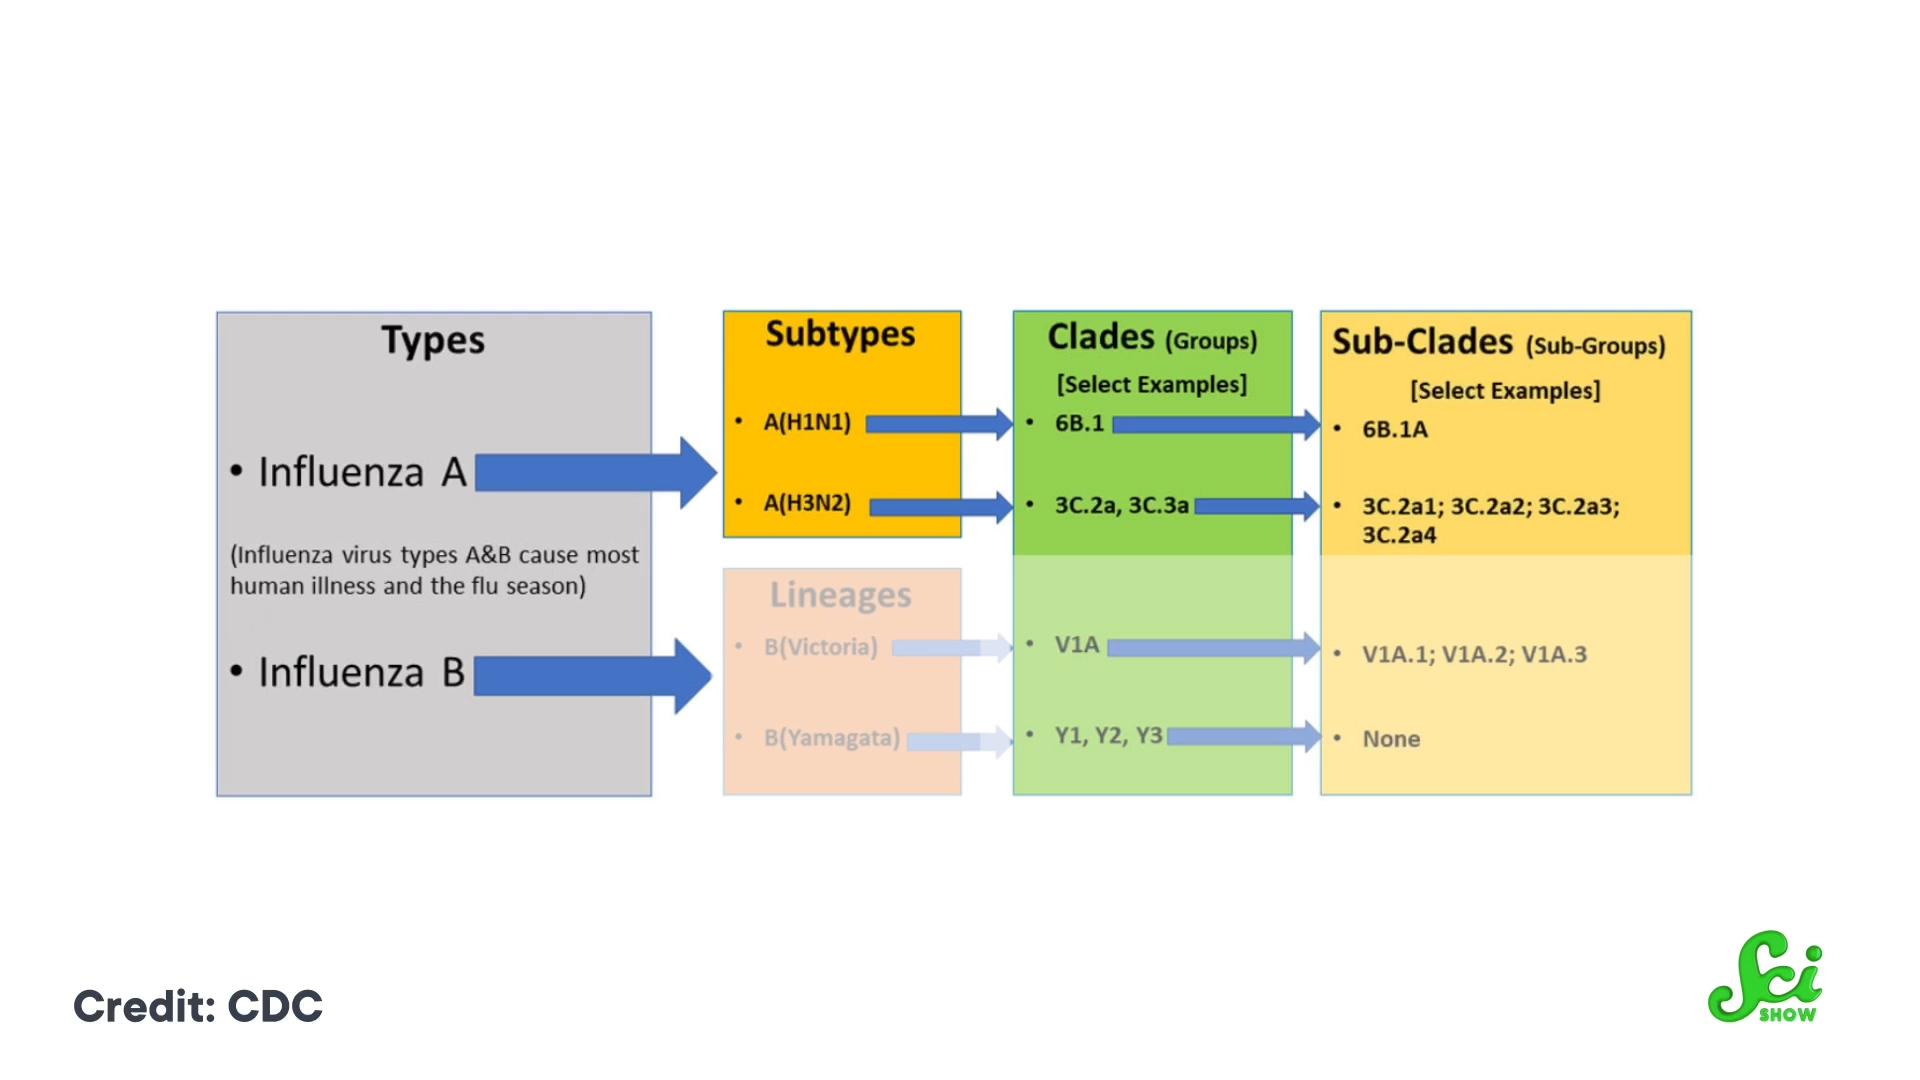 Types
• Influenza A
(Influenza virus types A&B cause most
human illness and the flu season)
• Influenza B
Subtypes
• A(H1N1)
• A(H3N2)
Lineages
• B(Victoria)
• B(Yamagata)
Clades (Groups)
[Select Examples]
• 6B.1
• 3C.2a, 3C.3a
• V1A
• Y1, Y2, Y3
Sub-Clades (Sub-Groups)
[Select Examples]
• 6B.1A
• 3C.2a1; 3C.2a2; 3C.2a3;
3C.2a4
• V1A.1; V1A.2; V1A.3
• None
Credit: CDC
Sci
SHOW